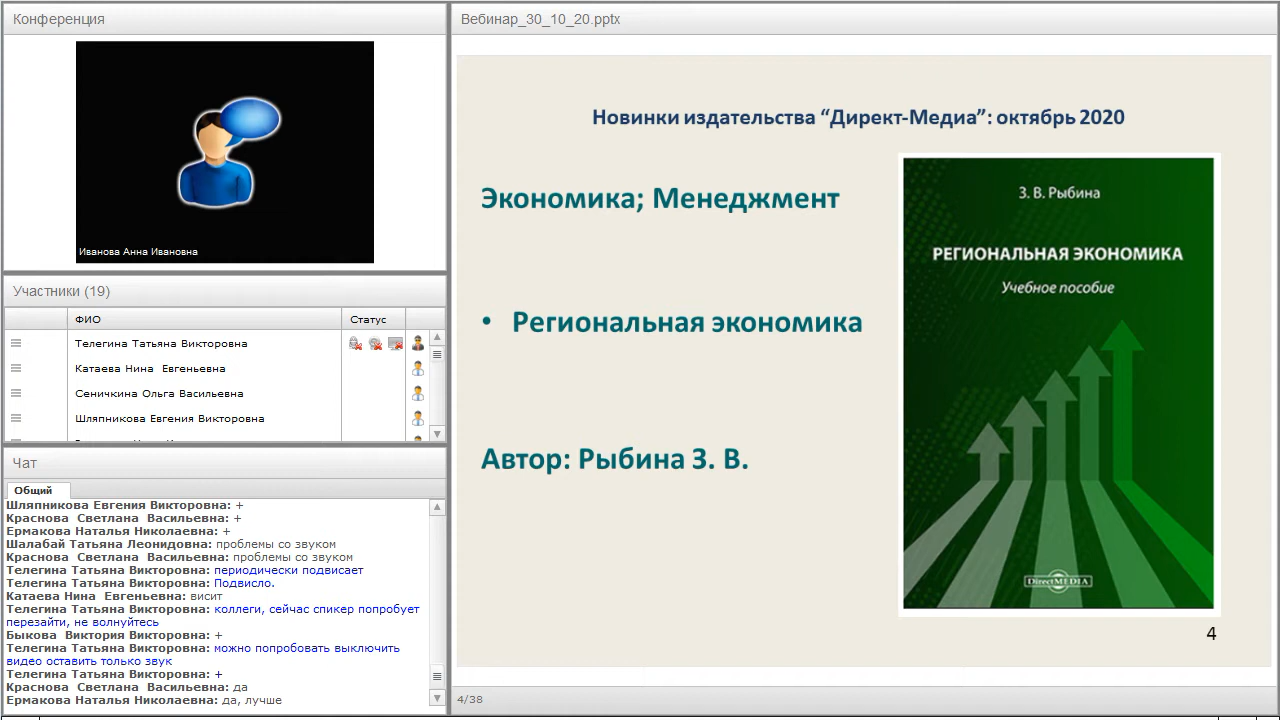 Конференция
Иванова Анна Ивановна
Участники (19)
ФИО
Статус
Телегина Татьяна Викторовна
Катаева Нина  Евгеньевна
Сеничкина Ольга Васильевна
Шляпникова Евгения Викторовна
Чат
Общий
Шляпникова Евгения Викторовна: +
Краснова  Светлана  Васильевна: +
Ермакова Наталья Николаевна: +
Шалабай Татьяна Леонидовна: проблемы со звуком
Краснова  Светлана  Васильевна: проблемы со звуком
Телегина Татьяна Викторовна: периодически подвисает
Телегина Татьяна Викторовна: Подвисло.
Катаева Нина  Евгеньевна: висит
Телегина Татьяна Викторовна: коллеги, сейчас спикер попробует
перезайти, не волнуйтесь
Быкова  Виктория Викторовна: +
Телегина Татьяна Викторовна: можно попробовать выключить
видео оставить только звук
Телегина Татьяна Викторовна: +
Краснова  Светлана  Васильевна: да
Ермакова Наталья Николаевна: да, лучше
Вебинар_30_10_20.pptx
Новинки издательства “Директ-Медиа”: октябрь 2020
Экономика; Менеджмент
• Региональная экономика
Автор: Рыбина З. В.
З. В. Рыбина
РЕГИОНАЛЬНАЯ ЭКОНОМИКА
Учебное пособие
DirectMEDIA
4
4/38